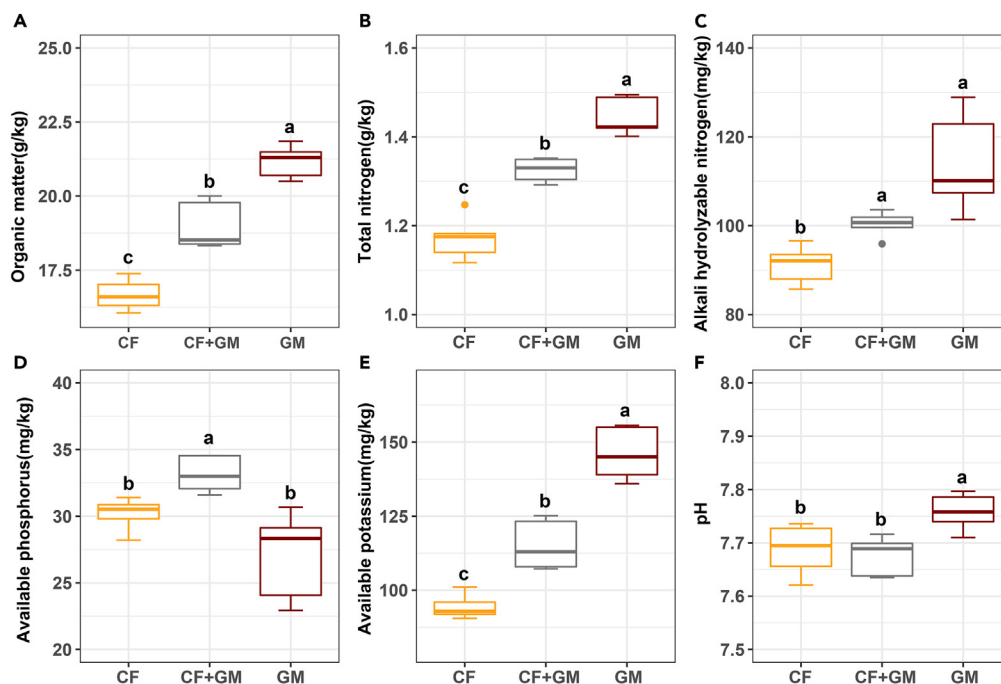 A
Organic matter(g/kg)
25.0
22.5
20.0
17.5
c
b
a
CF
CF+GM
GM
B
Total nitrogen(g/kg)
1.6
1.4
1.2
1.0
c
b
a
CF
CF+GM
GM
C
Alkali hydrolyzable nitrogen(mg/kg)
140
120
100
80
b
a
a
CF
CF+GM
GM
D
Available phosphorus(mg/kg)
40
35
30
25
20
b
a
b
CF
CF+GM
GM
E
Available potassium(mg/kg)
150
125
100
c
b
a
CF
CF+GM
GM
F
pH
8.0
7.9
7.8
7.7
7.6
7.5
b
b
a
CF
CF+GM
GM